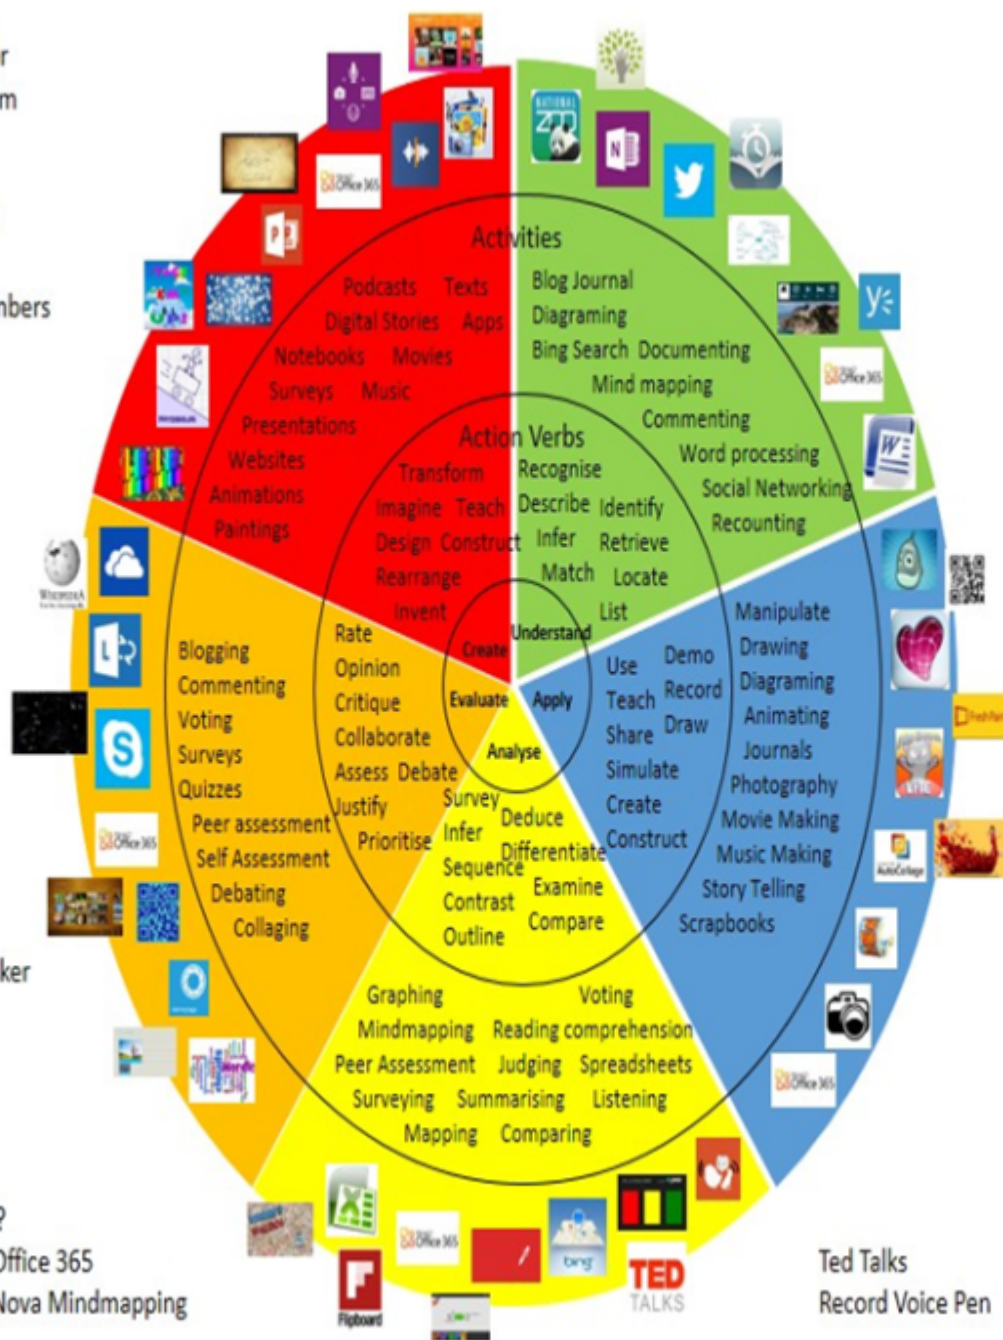 r
m
nbers
ker
?
Office 365
Nova Mindmapping
Ted Talks
Record Voice Pen
Activities
Podcasts Texts
Digital Stories Apps
Notebooks Movies
Surveys Music
Presentations
Websites
Animations
Paintings
Action Verbs
Transform
Imagine Teach
Design Construct
Rearrange
Invent
Create
Blog Journal
Diagraming
Bing Search Documenting
Mind mapping
Commenting
Word processing
Social Networking
Recounting
Recognise
Describe Identify
Infer Retrieve
Match Locate
List
Understand
Manipulate
Drawing
Diagraming
Animating
Journals
Photography
Movie Making
Music Making
Story Telling
Scrapbooks
Use Demo
Teach Record
Share Draw
Simulate
Create
Construct
Apply
Analyse
Survey Deduce
Infer Differentiate
Sequence
Examine
Contrast
Compare
Outline
Graphing Voting
Mindmapping Reading comprehension
Peer Assessment Judging Spreadsheets
Surveying Summarising Listening
Mapping Comparing
Evaluate
Rate
Opinion
Critique
Collaborate
Assess Debate
Justify
Prioritise
Blogging
Commenting
Voting
Surveys
Quizzes
Peer assessment
Self Assessment
Debating
Collaging
NATIONAL
ZOO
N
Office 365
P
Office 365
W
WIKIPEDIA
L
S
Office 365
FreshPaint
AutoCollage
Office 365
X
Office 365
bing
Flipboard
TED
TALKS